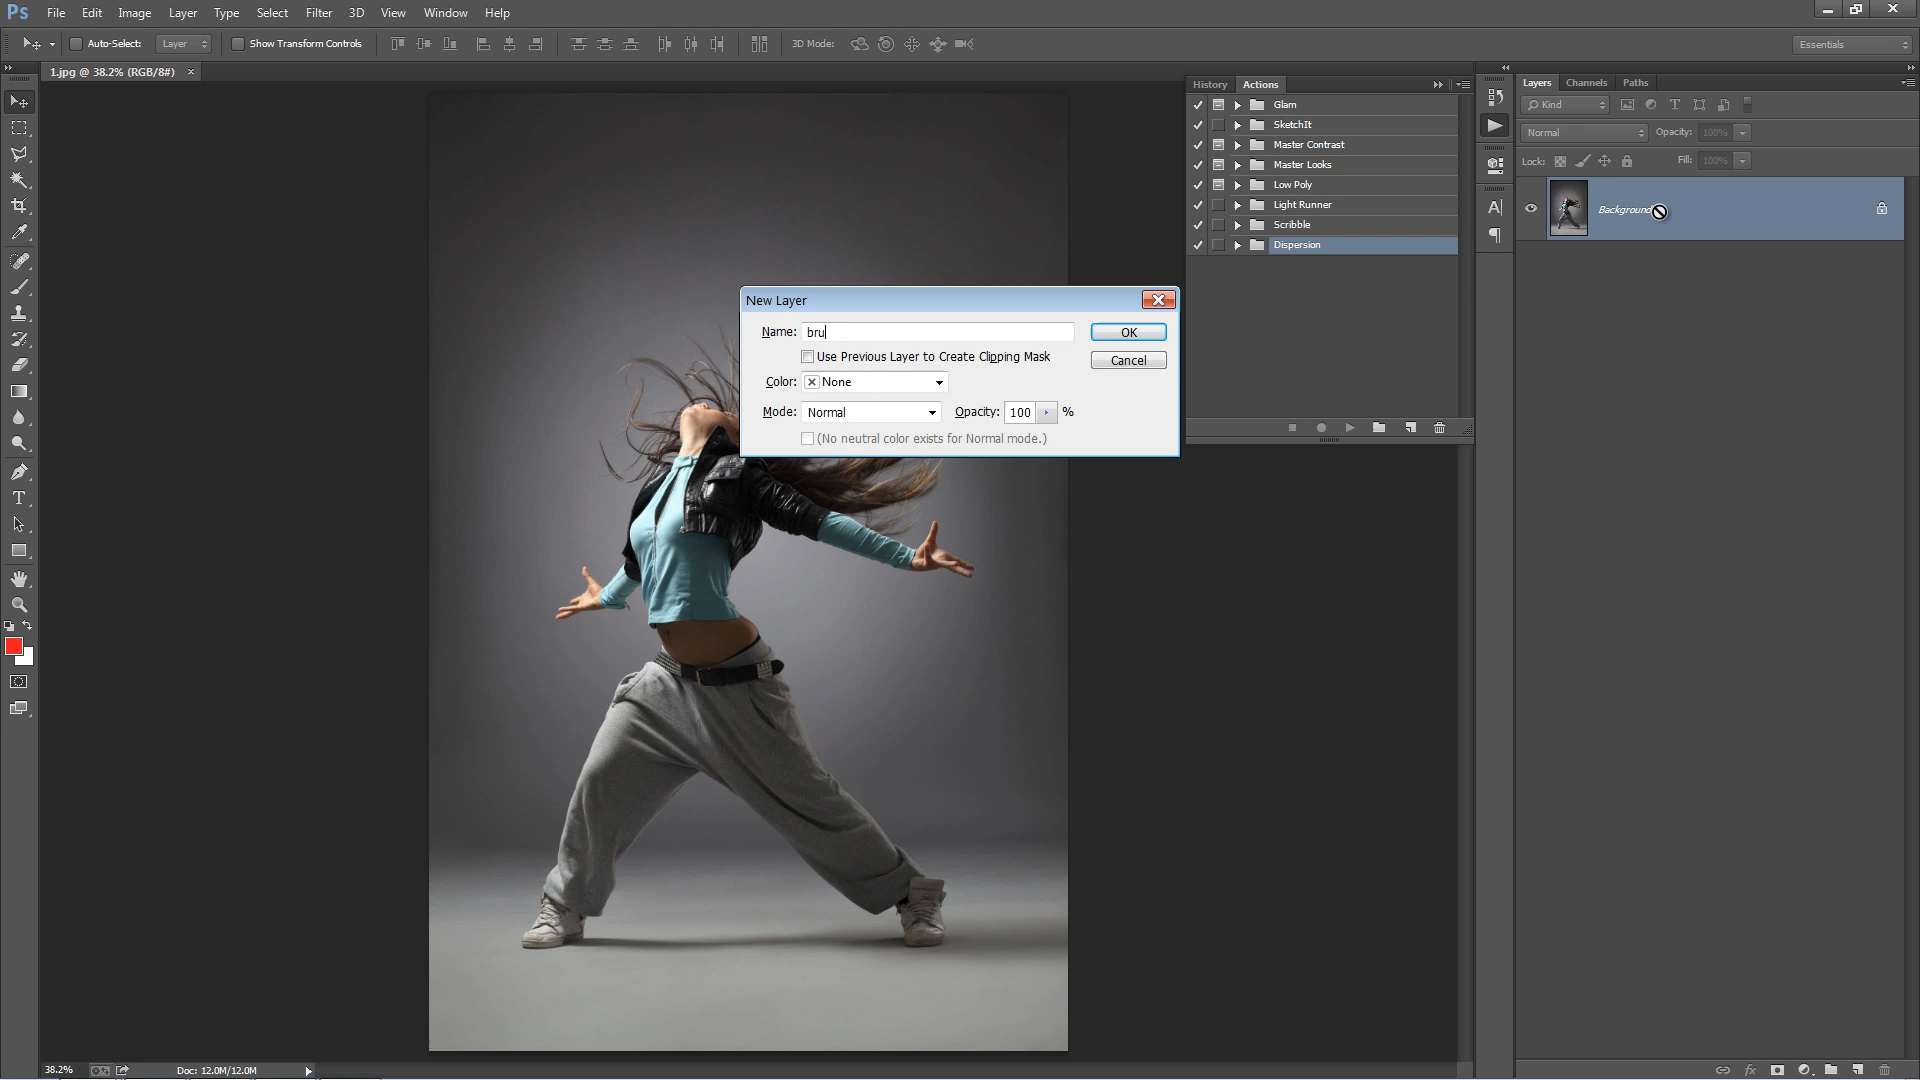 Ps File Edit Image Layer Type Select Filter 3D View Window Help
Auto-Select: Layer Show Transform Controls 3D Mode: Essentials
1.jpg @ 38.2% (RGB/8#) ×
History Actions
Glam
SketchIt
Master Contrast
Master Looks
Low Poly
Light Runner
Scribble
Dispersion
Layers Channels Paths
Kind
Normal Opacity: 100%
Lock: Fill: 100%
Background
New Layer
Name: bru
OK
Use Previous Layer to Create Clipping Mask
Cancel
Color: None
Mode: Normal Opacity: 100 %
(No neutral color exists for Normal mode.)
38.2% Doc: 12.0M/12.0M